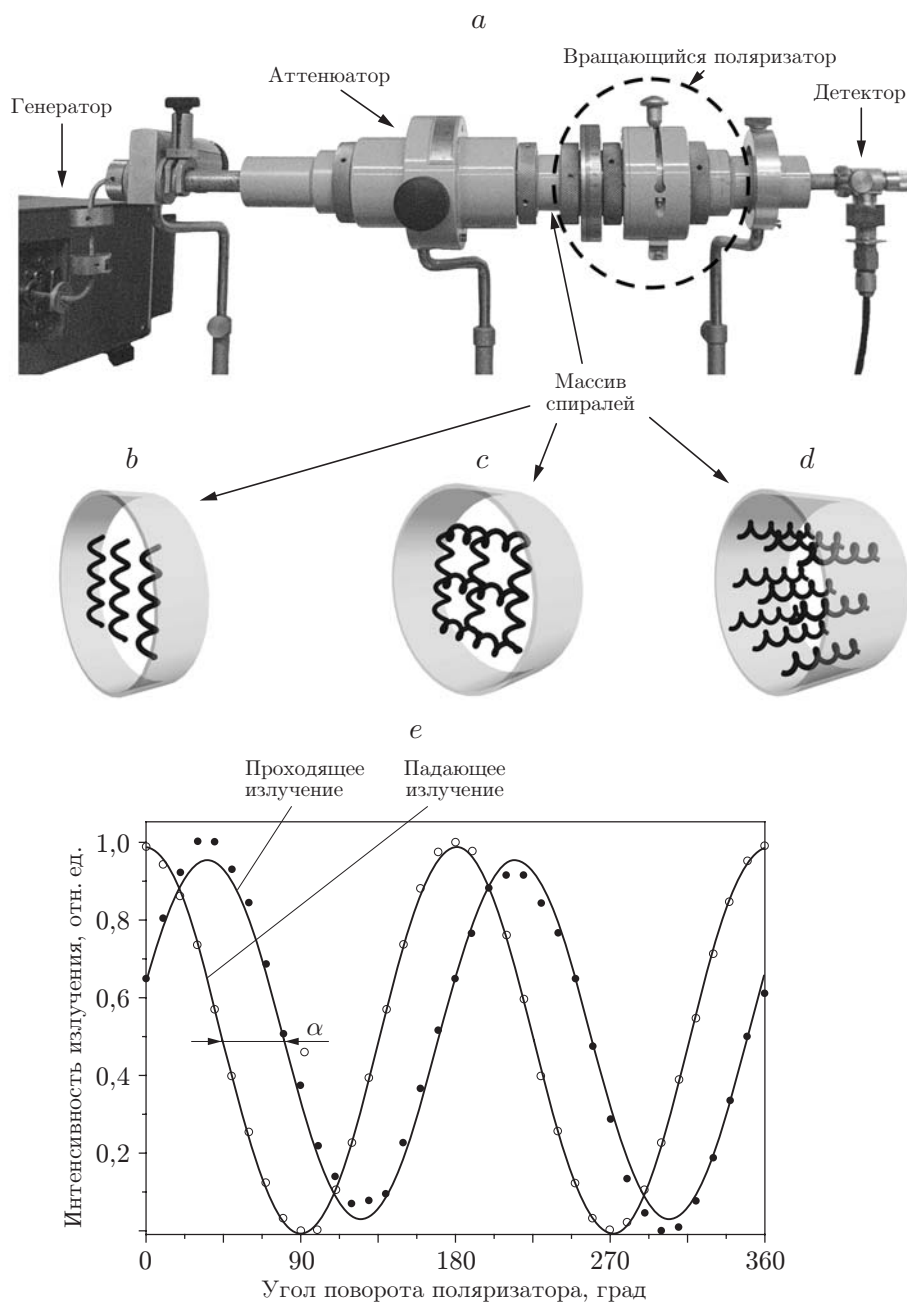 a
Вращающийся поляризатор
Аттенюатор
Генератор
Детектор
Массив
спиралей
b
c
d
e
Проходящее
излучение
Падающее
излучение
Интенсивность излучения, отн. ед.
1,0
0,8
0,6
α
0,4
0,2
0
90
180
270
360
Угол поворота поляризатора, град